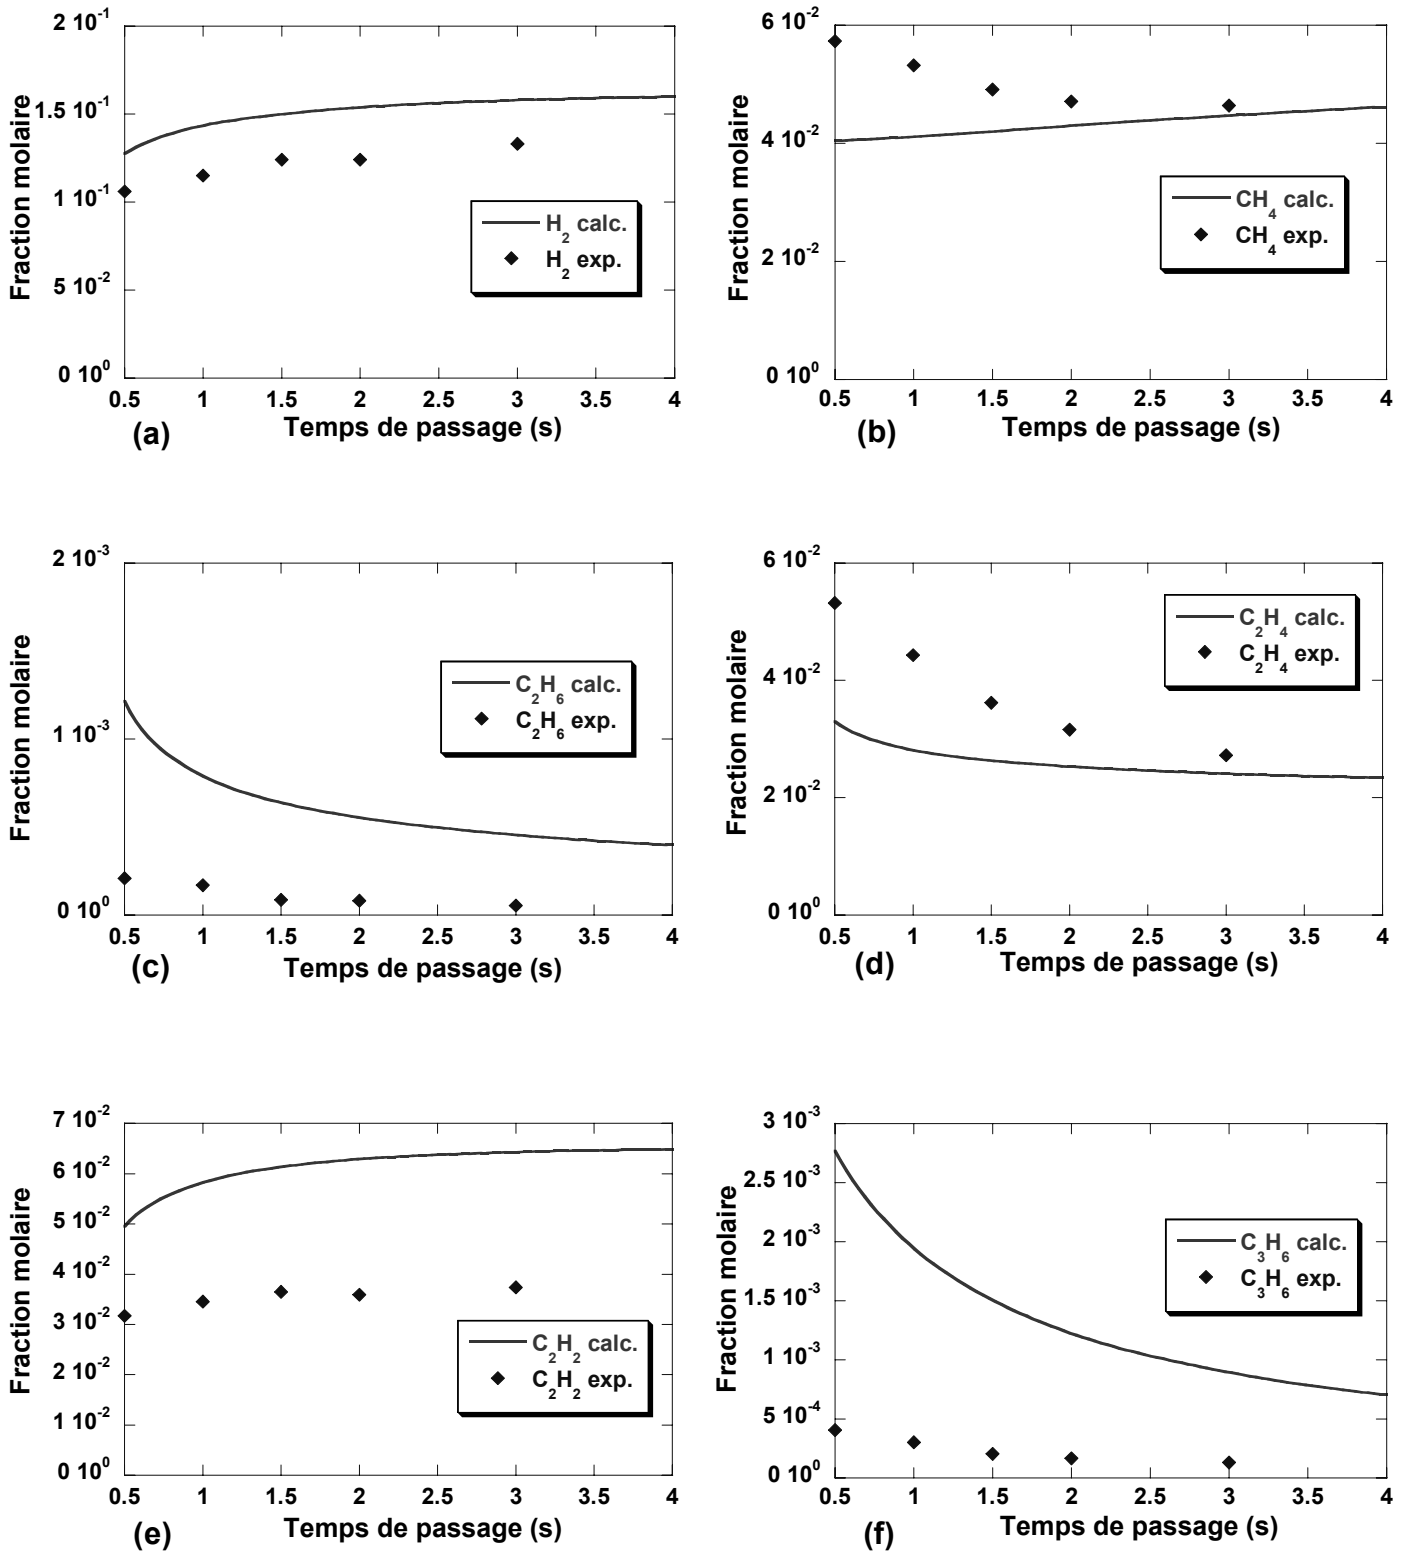 2 10⁻¹
1.5 10⁻¹
1 10⁻¹
5 10⁻²
0 10⁰
Fraction molaire
H₂ calc.
H₂ exp.
0.5 1 1.5 2 2.5 3 3.5 4
(a) Temps de passage (s)
6 10⁻²
4 10⁻²
2 10⁻²
0 10⁰
Fraction molaire
CH₄ calc.
CH₄ exp.
0.5 1 1.5 2 2.5 3 3.5 4
(b) Temps de passage (s)
2 10⁻³
1 10⁻³
0 10⁰
Fraction molaire
C₂H₆ calc.
C₂H₆ exp.
0.5 1 1.5 2 2.5 3 3.5 4
(c) Temps de passage (s)
6 10⁻²
4 10⁻²
2 10⁻²
0 10⁰
Fraction molaire
C₂H₄ calc.
C₂H₄ exp.
0.5 1 1.5 2 2.5 3 3.5 4
(d) Temps de passage (s)
7 10⁻²
6 10⁻²
5 10⁻²
4 10⁻²
3 10⁻²
2 10⁻²
1 10⁻²
0 10⁰
Fraction molaire
C₂H₂ calc.
C₂H₂ exp.
0.5 1 1.5 2 2.5 3 3.5 4
(e) Temps de passage (s)
3 10⁻³
2.5 10⁻³
2 10⁻³
1.5 10⁻³
1 10⁻³
5 10⁻⁴
0 10⁰
Fraction molaire
C₃H₆ calc.
C₃H₆ exp.
0.5 1 1.5 2 2.5 3 3.5 4
(f) Temps de passage (s)